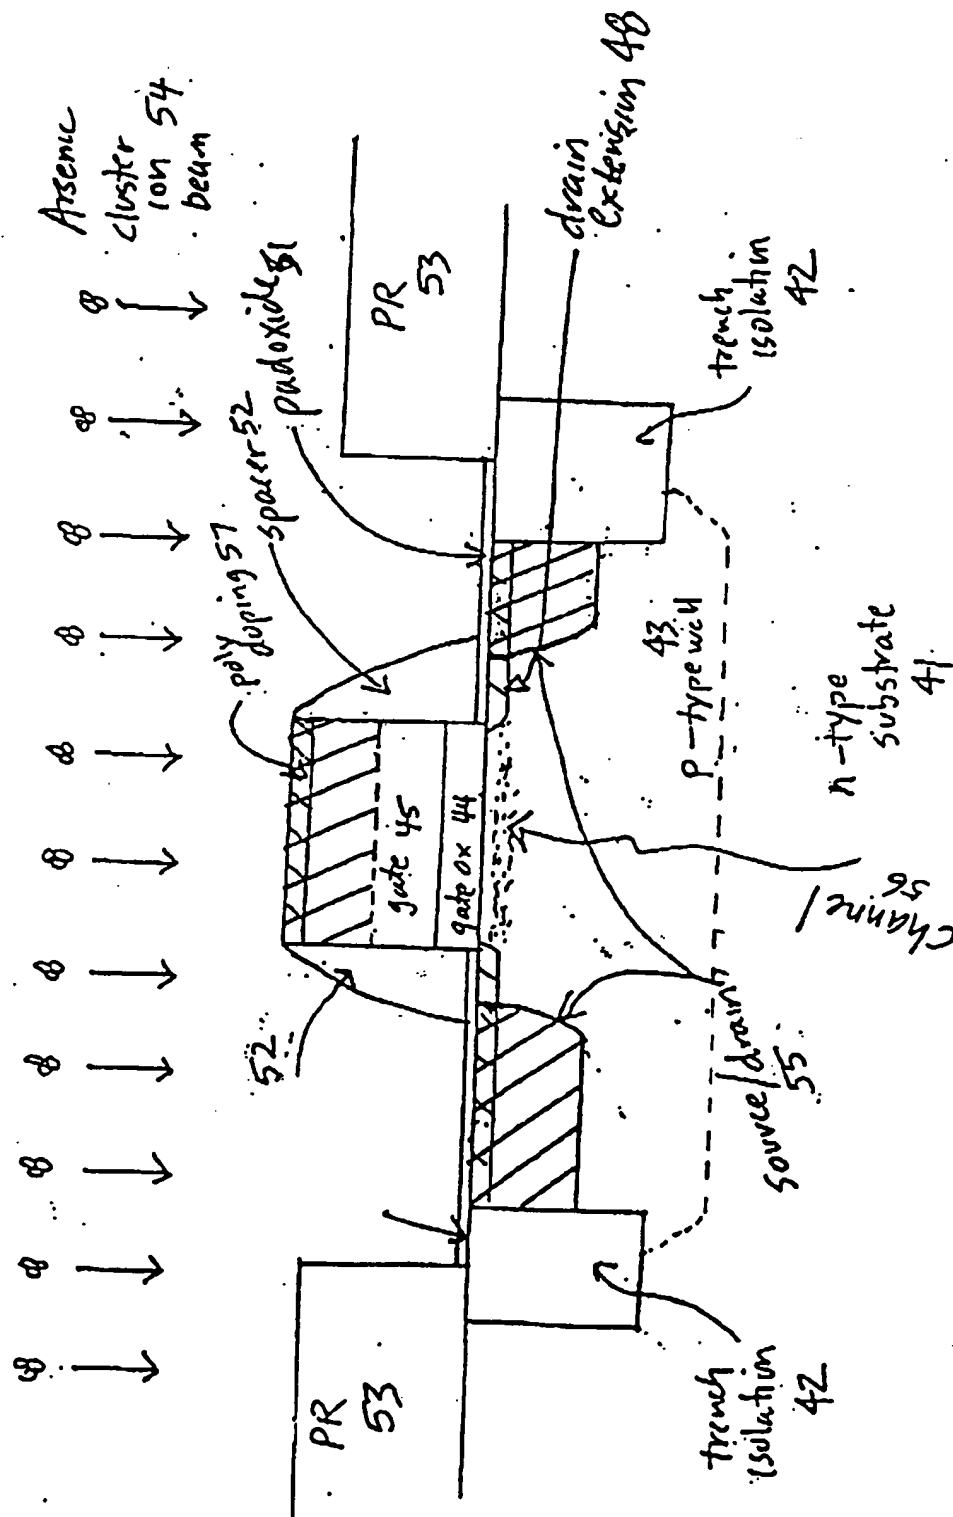 Arsenic
cluster
ion 54
beam
PR
53
padoxide 51
spacer 52
poly
doping 57
52
PR
53
gate 45
gate ox 44
drain
extension 48
trench
isolation
42
43
P-type well
n-type
substrate
41
channel
56
source/drain
55
trench
isolation
42